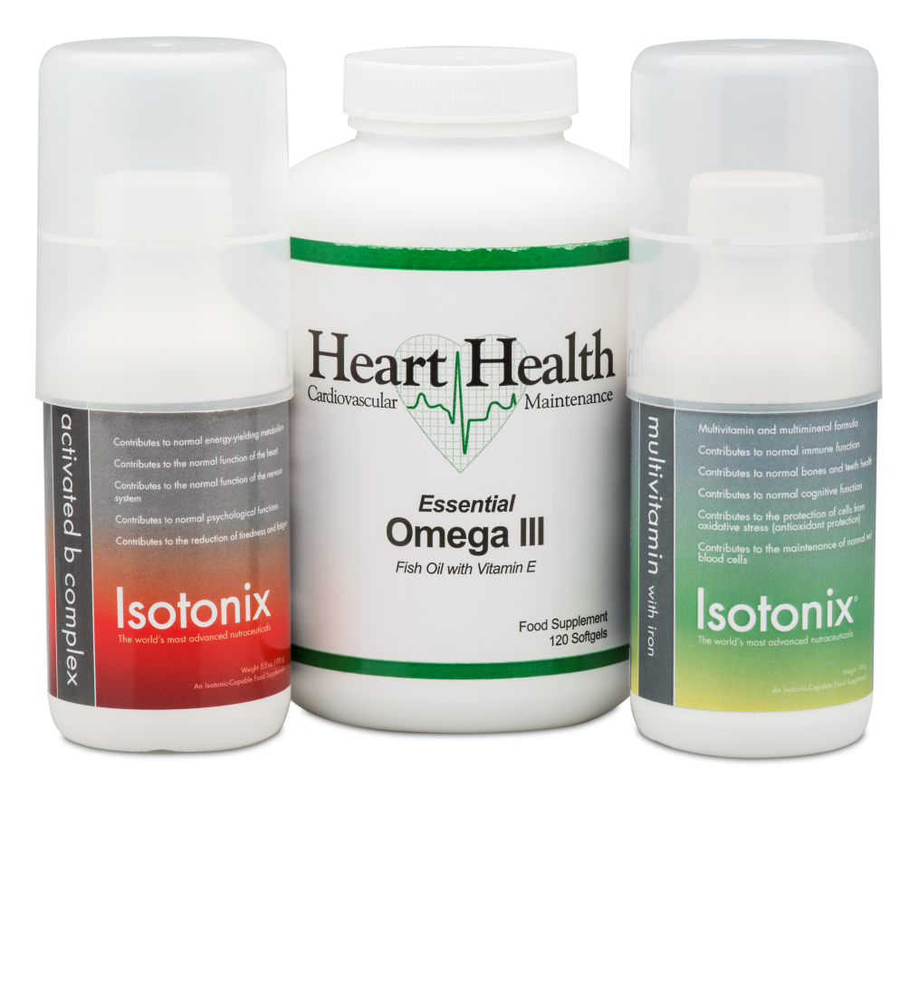 activated b complex
Contributes to normal energy-yielding metabolism
Contributes to the normal function of the heart
Contributes to the normal function of the nervous
system
Contributes to normal psychological functions
Contributes to the reduction of tiredness and fatigue
Isotonix
The world's most advanced nutraceuticals
Weight 3.5 oz. (100 g)
An Isotonic-Capable Food Supplement
Heart Health
Cardiovascular Maintenance
Essential
Omega III
Fish Oil with Vitamin E
Food Supplement
120 Softgels
multivitamin with iron
Multivitamin and multimineral formula
Contributes to normal immune function
Contributes to normal bones and teeth health
Contributes to normal cognitive function
Contributes to the protection of cells from
oxidative stress (antioxidant protection)
Contributes to the maintenance of normal red
blood cells
Isotonix®
The world's most advanced nutraceuticals
Weight
An Isotonic-Capable Food Supplement